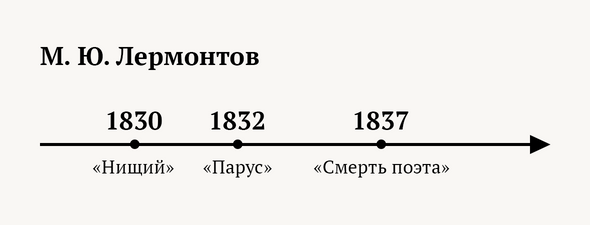 М. Ю. Лермонтов
1830 1832 1837
«Нищий» «Парус» «Смерть поэта»